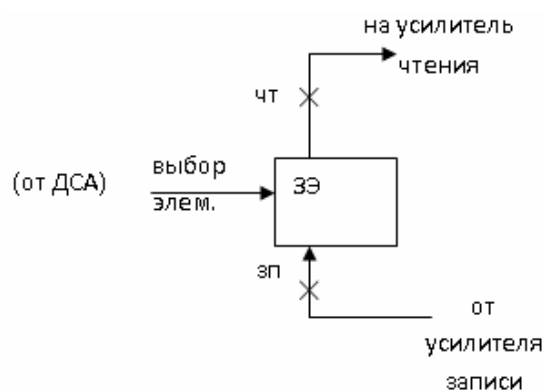 на усилитель
чтения
чт
выбор
(от ДСА)
элем.
ЗЭ
зп
от
усилителя
записи